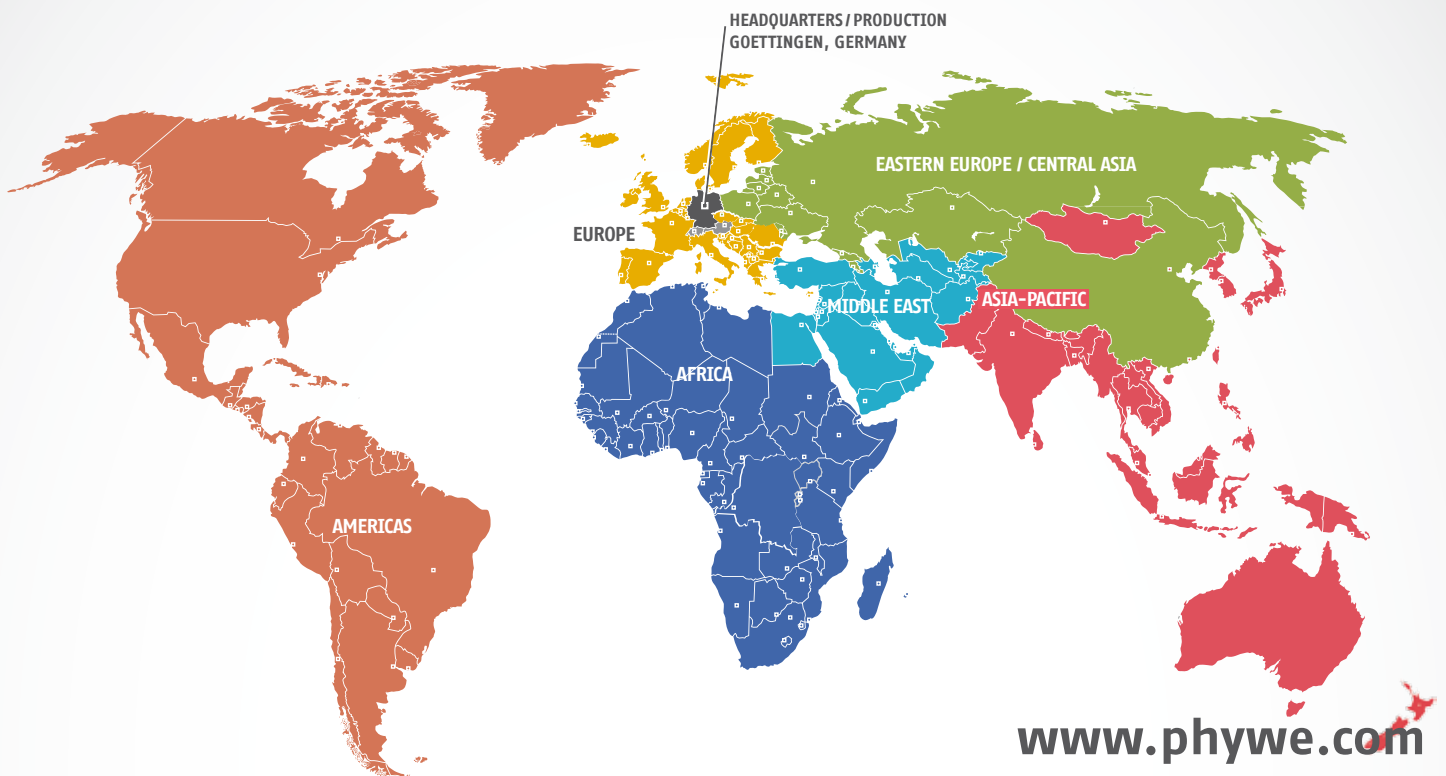 HEADQUARTERS / PRODUCTION
GOETTINGEN, GERMANY
EASTERN EUROPE / CENTRAL ASIA
EUROPE
MIDDLE EAST
ASIA-PACIFIC
AFRICA
AMERICAS
www.phywe.com